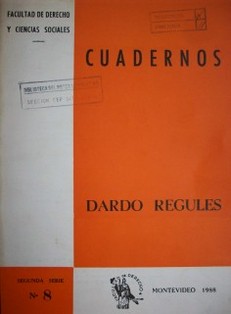 FACULTAD DE DERECHO
Y CIENCIAS SOCIALES
CUADERNOS
DARDO REGULES
SEGUNDA SERIE
Nº 8
MONTEVIDEO 1968